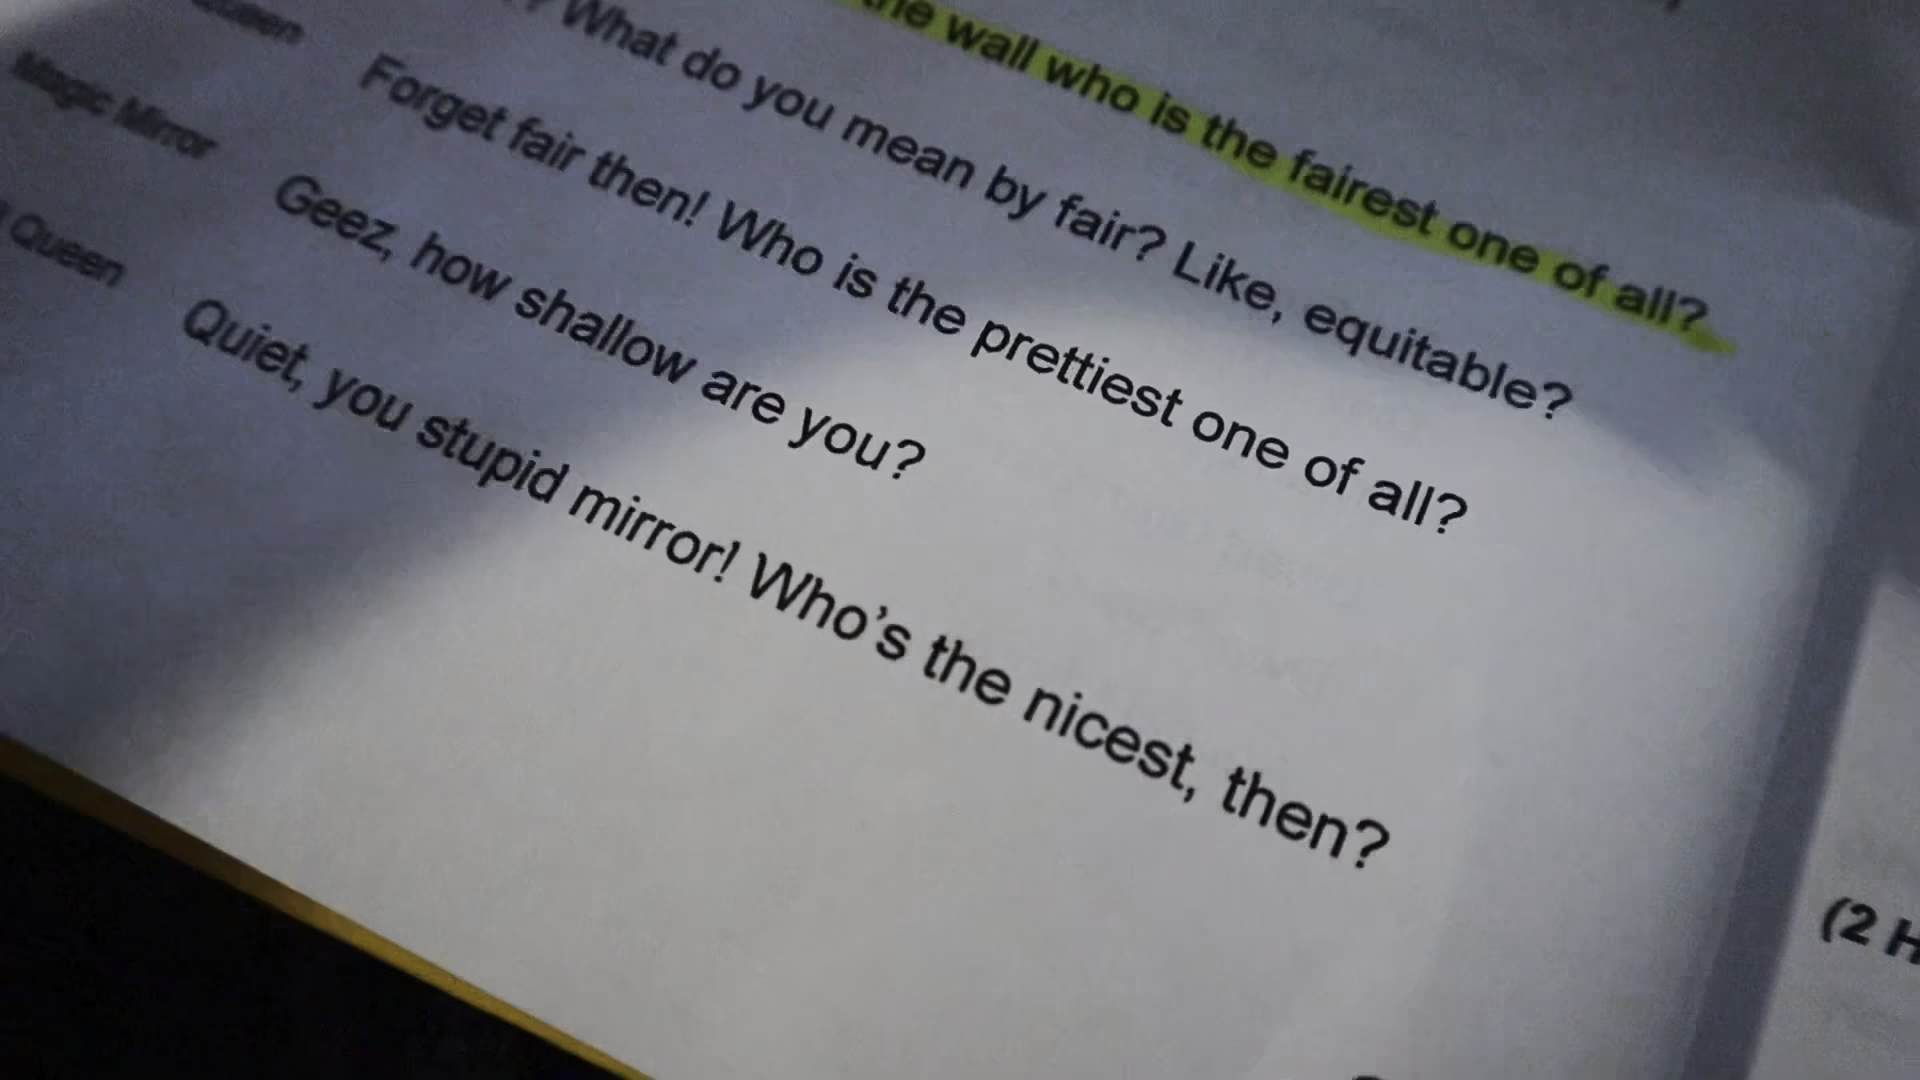 the wall who is the fairest one of all?
? What do you mean by fair? Like, equitable?
Queen Forget fair then! Who is the prettiest one of all?
Magic Mirror Geez, how shallow are you?
Queen Quiet, you stupid mirror! Who's the nicest, then?
(2 H